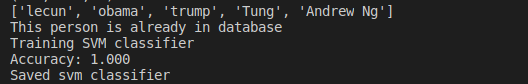 ['lecun', 'obama', 'trump', 'Tung', 'Andrew Ng']
This person is already in database
Training SVM classifier
Accuracy: 1.000
Saved svm classifier